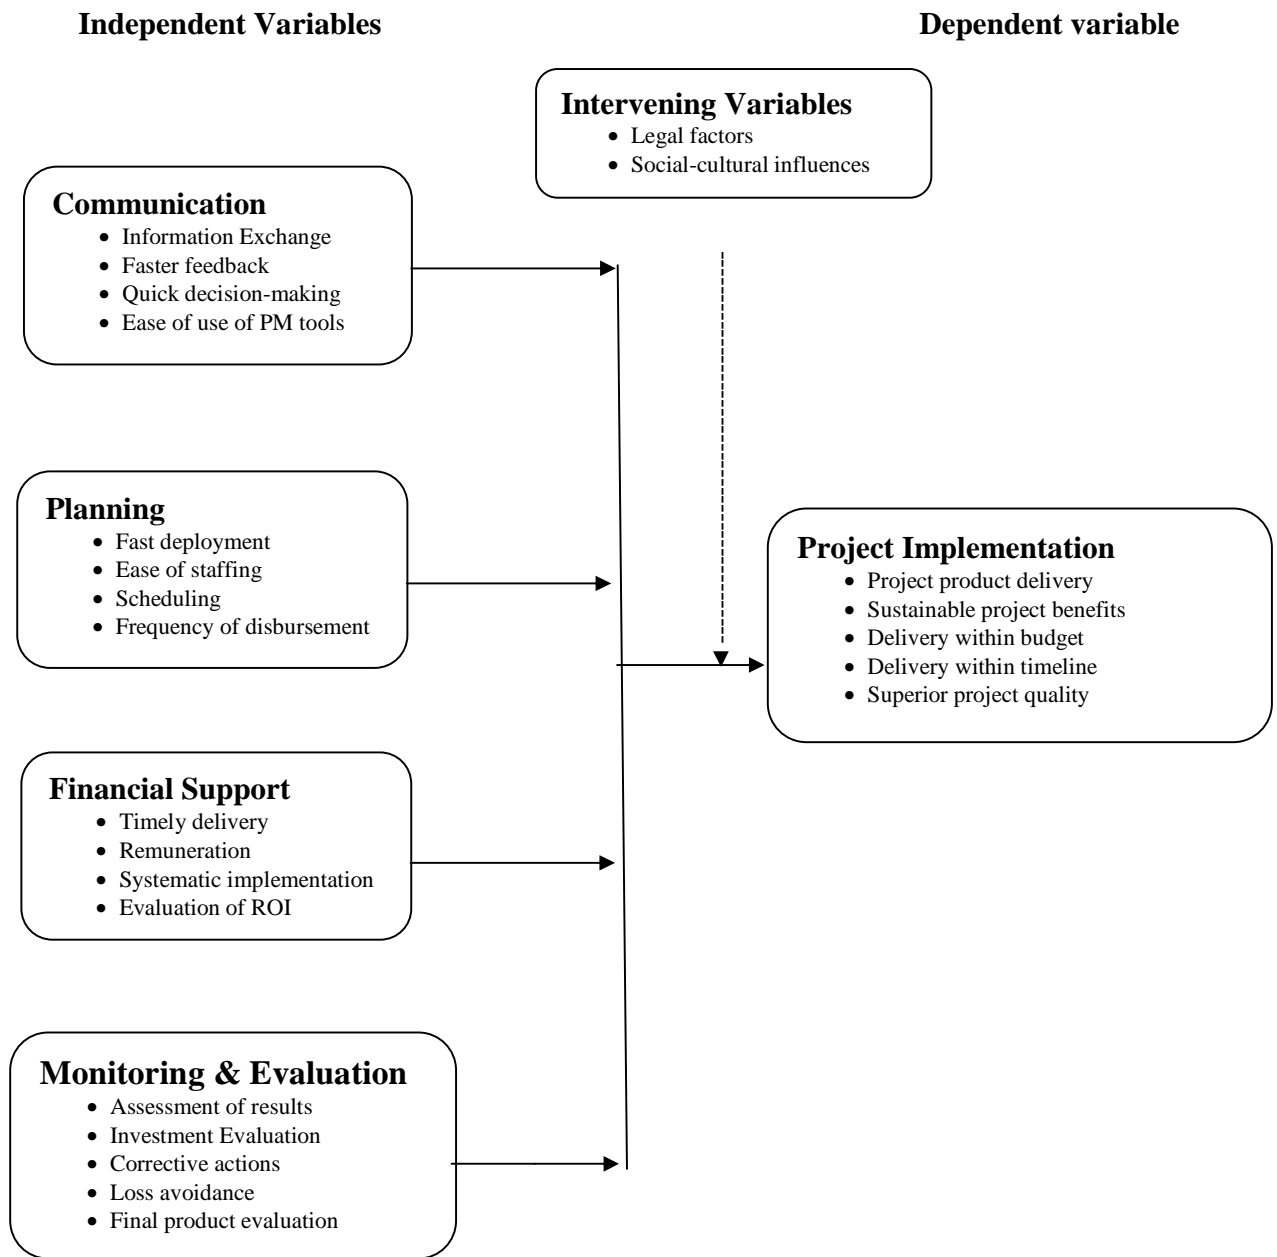 Independent Variables
Dependent variable
Intervening Variables
• Legal factors
• Social-cultural influences
Communication
• Information Exchange
• Faster feedback
• Quick decision-making
• Ease of use of PM tools
Planning
• Fast deployment
• Ease of staffing
• Scheduling
• Frequency of disbursement
Project Implementation
• Project product delivery
• Sustainable project benefits
• Delivery within budget
• Delivery within timeline
• Superior project quality
Financial Support
• Timely delivery
• Remuneration
• Systematic implementation
• Evaluation of ROI
Monitoring & Evaluation
• Assessment of results
• Investment Evaluation
• Corrective actions
• Loss avoidance
• Final product evaluation